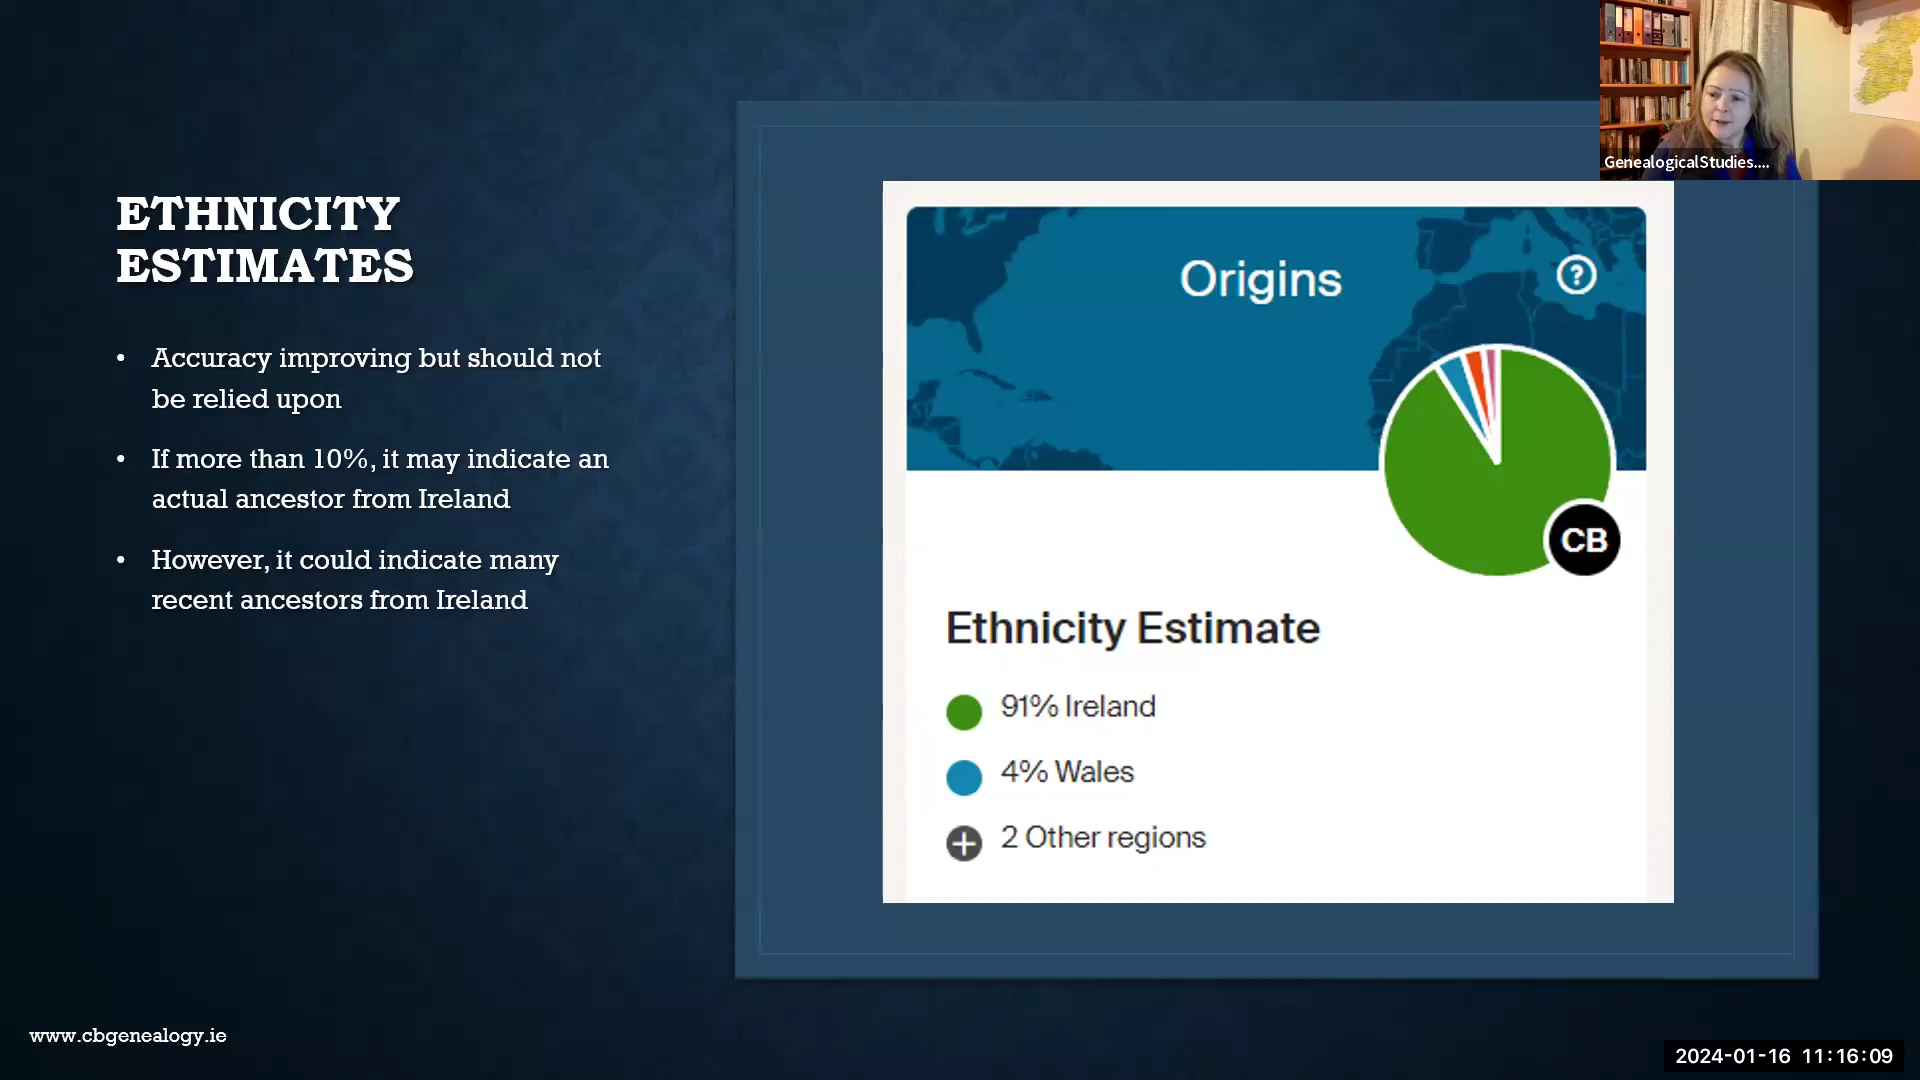 GenealogicalStudies....
ETHNICITY
ESTIMATES
• Accuracy improving but should not
be relied upon
• If more than 10%, it may indicate an
actual ancestor from Ireland
• However, it could indicate many
recent ancestors from Ireland
Origins
?
CB
Ethnicity Estimate
91% Ireland
4% Wales
2 Other regions
www.cbgenealogy.ie
2024-01-16 11:16:09